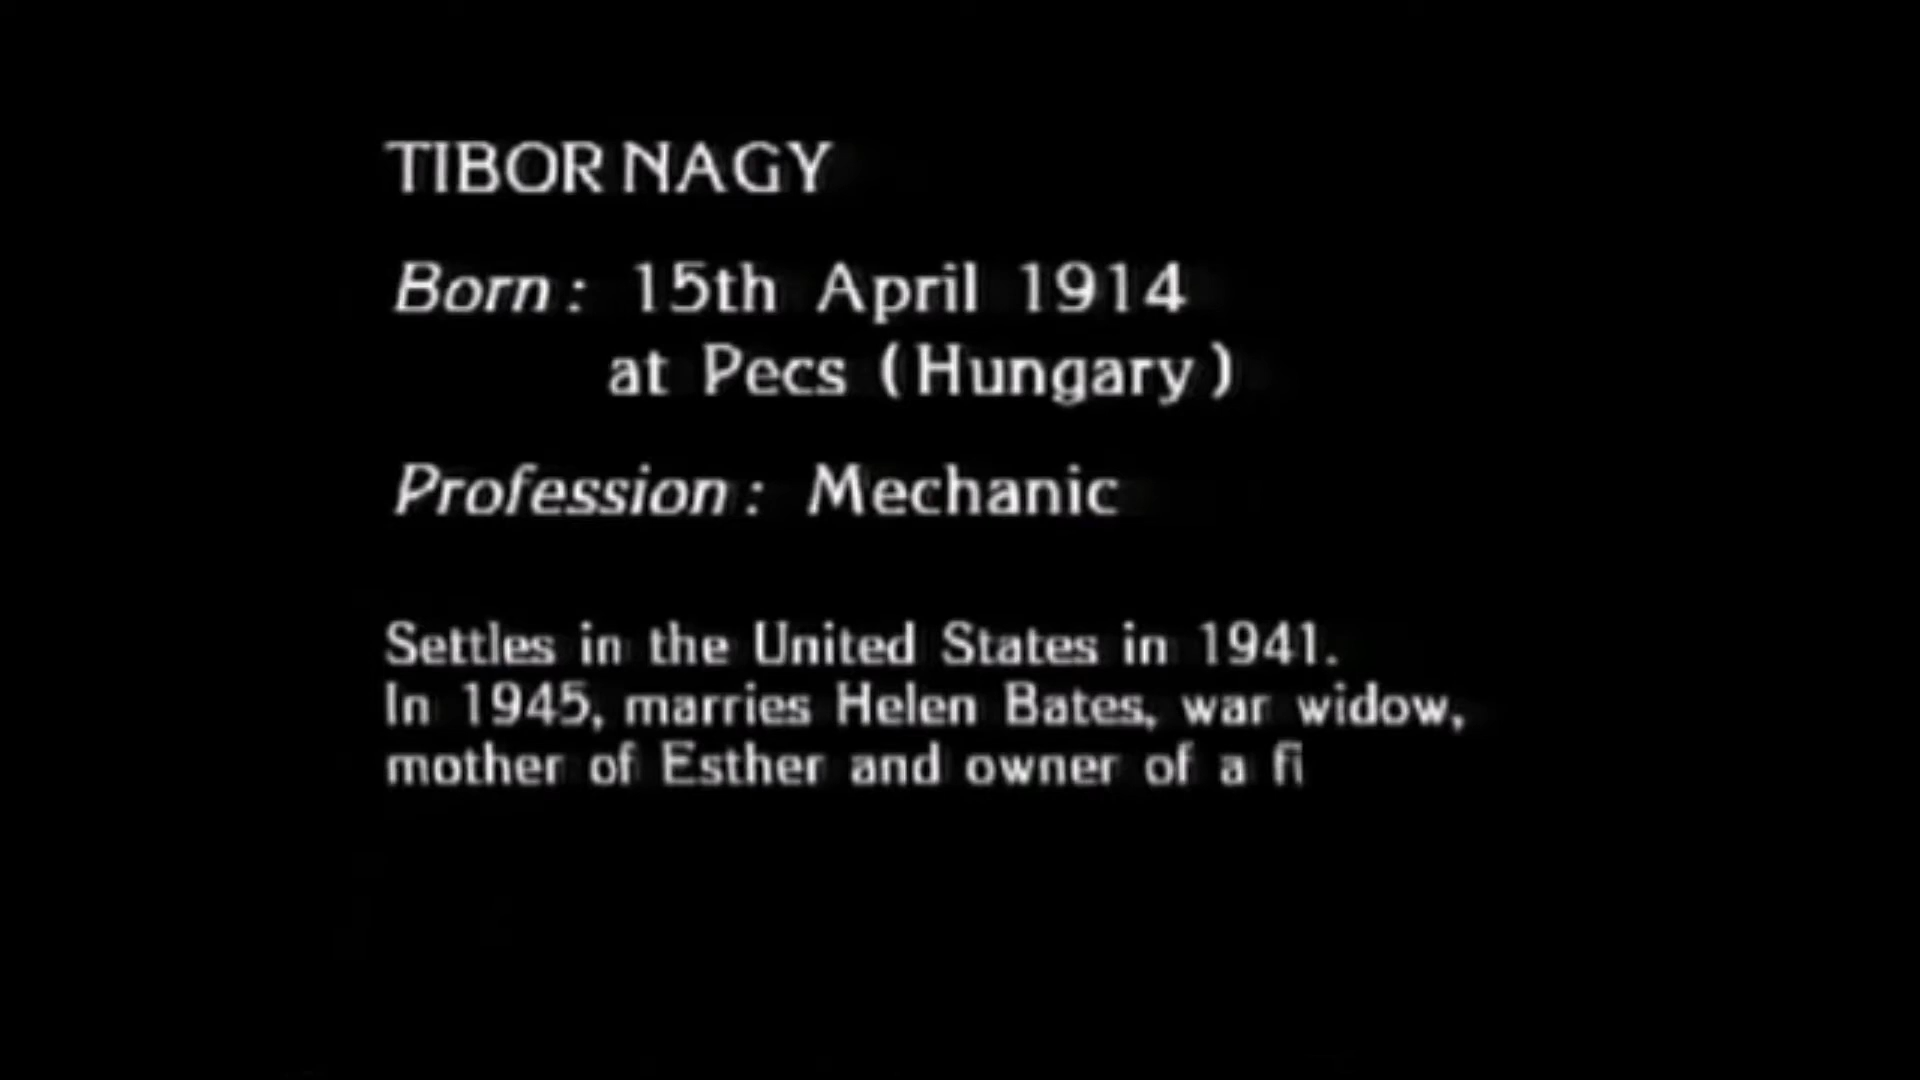 TIBOR NAGY
Born: 15th April 1914
at Pecs (Hungary)
Profession: Mechanic
Settles in the United States in 1941.
In 1945, marries Helen Bates, war widow,
mother of Esther and owner of a fi